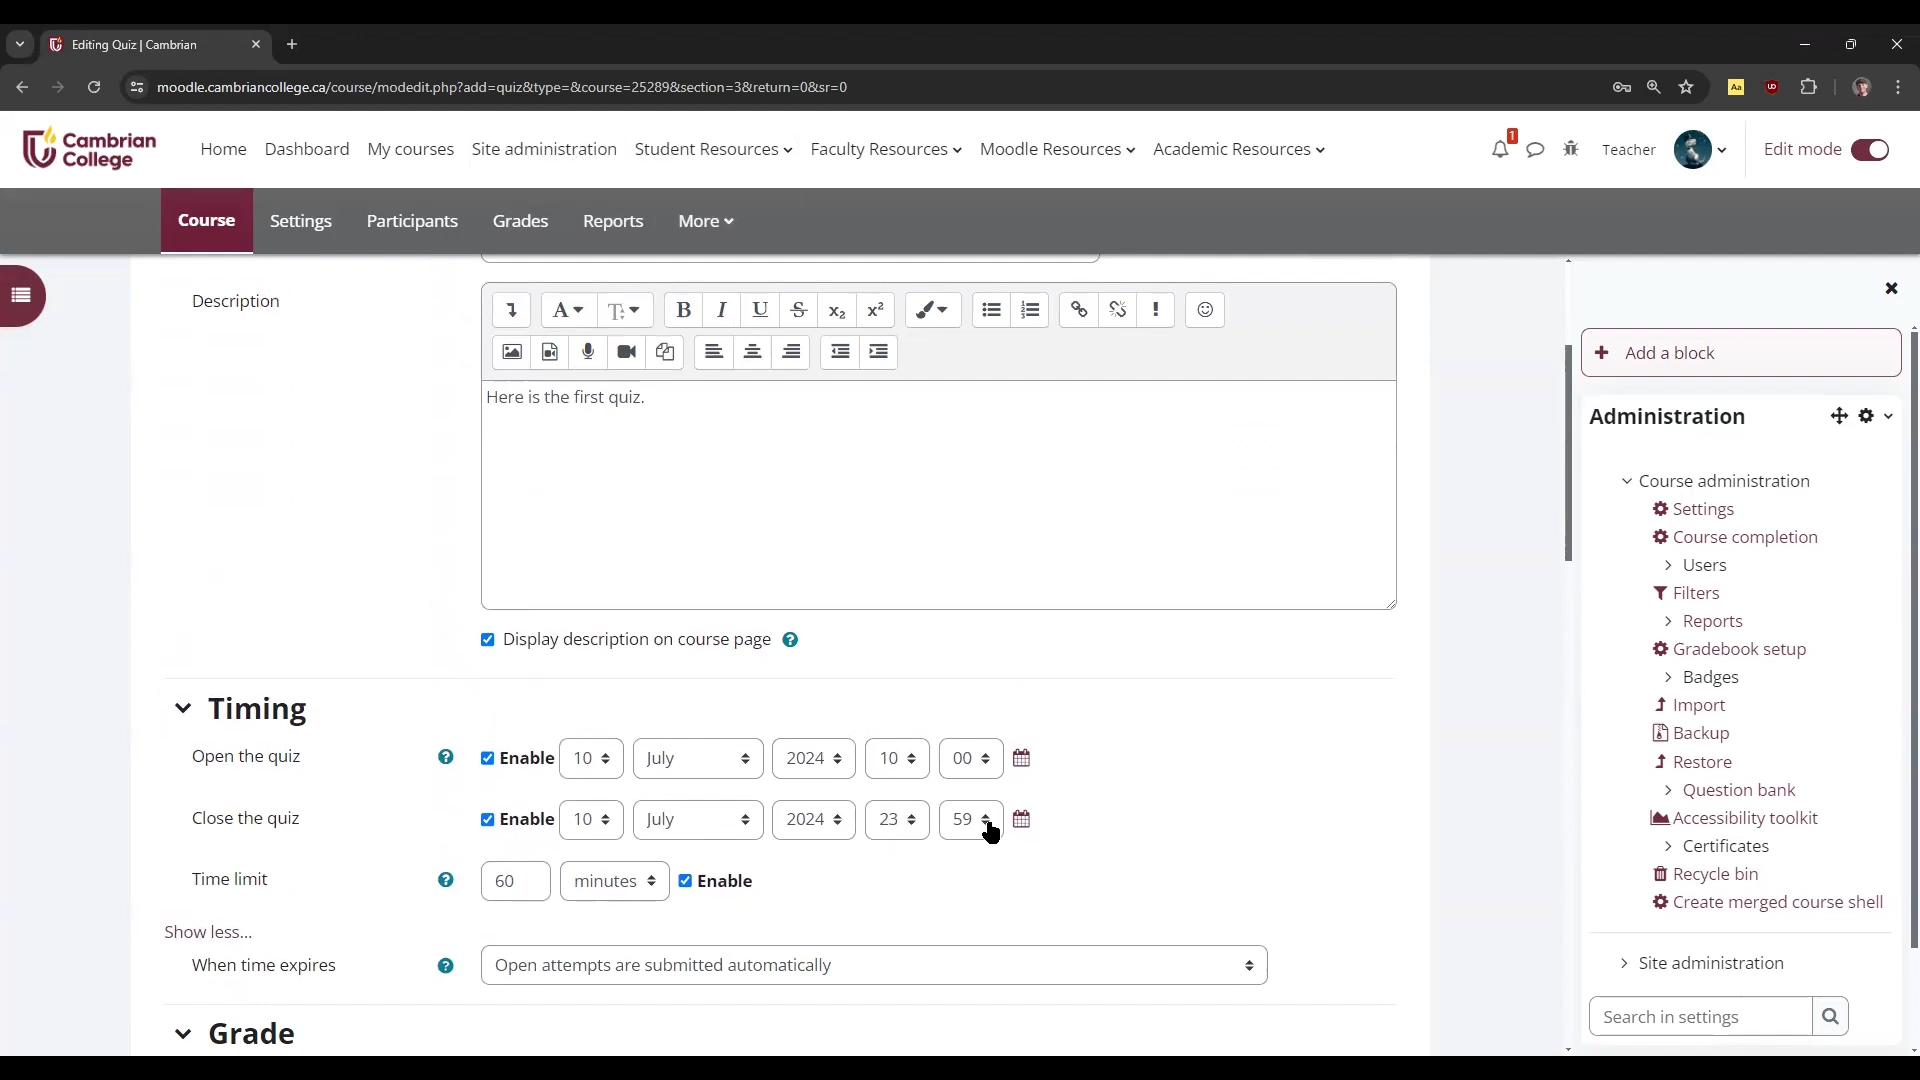 Editing Quiz | Cambrian
moodle.cambriancollege.ca/course/modedit.php?add=quiz&type=&course=25289&section=3&return=0&sr=0
Aa
UD
Cambrian
College
Home Dashboard My courses Site administration Student Resources Faculty Resources Moodle Resources Academic Resources
1
Teacher
Edit mode
Course Settings Participants Grades Reports More
Description
Here is the first quiz.
Display description on course page
Timing
Open the quiz Enable 10 July 2024 10 00
Close the quiz Enable 10 July 2024 23 59
Time limit 60 minutes Enable
Show less...
When time expires Open attempts are submitted automatically
Grade
Add a block
Administration
Course administration
Settings
Course completion
Users
Filters
Reports
Gradebook setup
Badges
Import
Backup
Restore
Question bank
Accessibility toolkit
Certificates
Recycle bin
Create merged course shell
Site administration
Search in settings